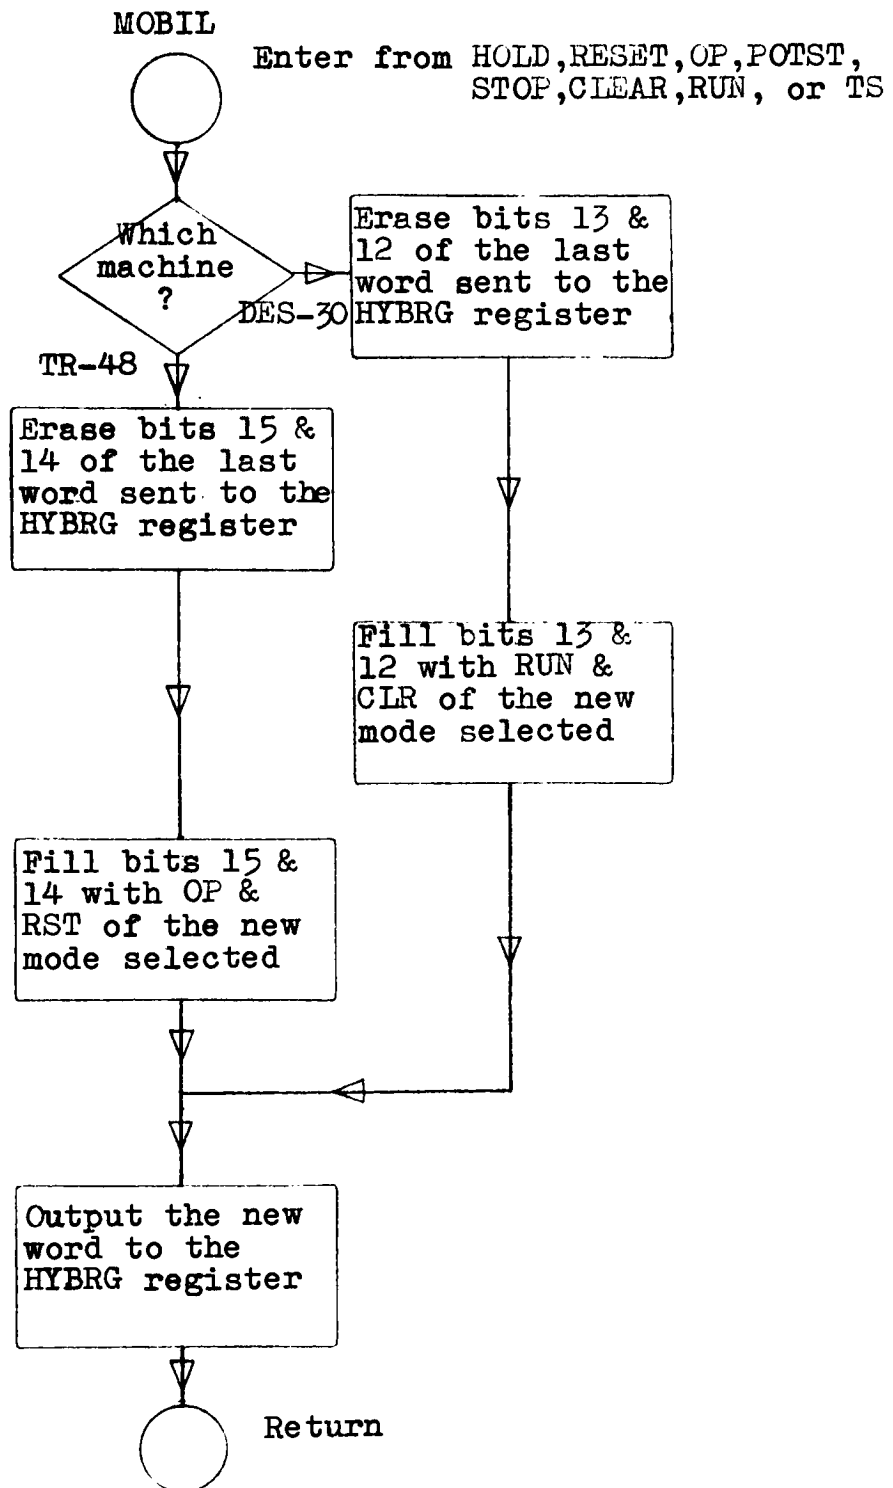 MOBIL
Enter from HOLD,RESET,OP,POTST,
STOP,CLEAR,RUN, or TS
Which
machine
?
DES-30
TR-48
Erase bits 13 &
12 of the last
word sent to the
HYBRG register
Erase bits 15 &
14 of the last
word sent to the
HYBRG register
Fill bits 13 &
12 with RUN &
CLR of the new
mode selected
Fill bits 15 &
14 with OP &
RST of the new
mode selected
Output the new
word to the
HYBRG register
Return